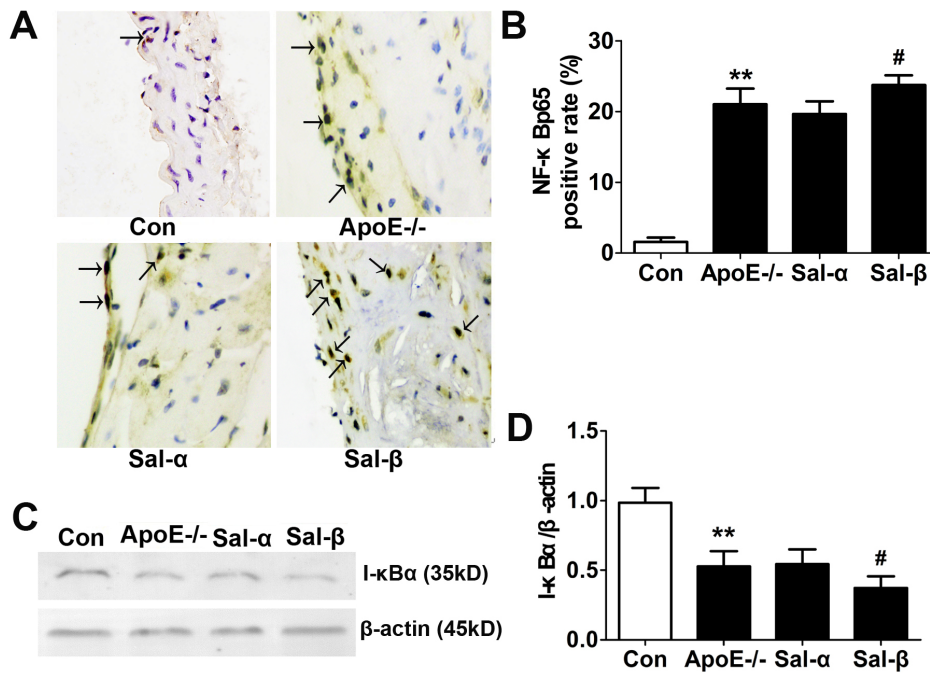 A
Con
ApoE-/-
Sal-α
Sal-β
B
NF-κ Bp65
positive rate (%)
30
20
10
0
**
#
Con
ApoE-/-
Sal-α
Sal-β
C
Con
ApoE-/-
Sal-α
Sal-β
I-κBα (35kD)
β-actin (45kD)
D
I-κ Bα/β -actin
1.5
1.0
0.5
0.0
**
#
Con
ApoE-/-
Sal-α
Sal-β